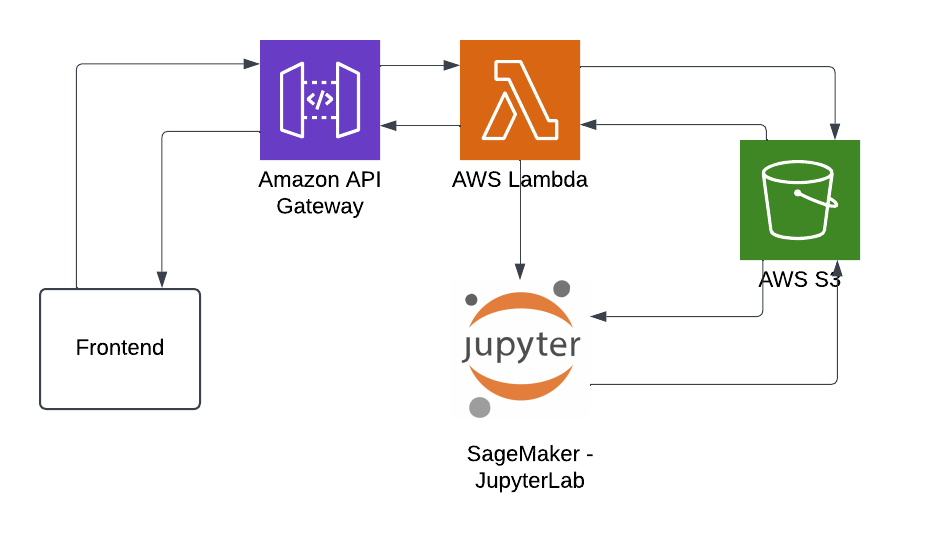 </>
Amazon API
Gateway
AWS Lambda
AWS S3
Frontend
jupyter
SageMaker -
JupyterLab